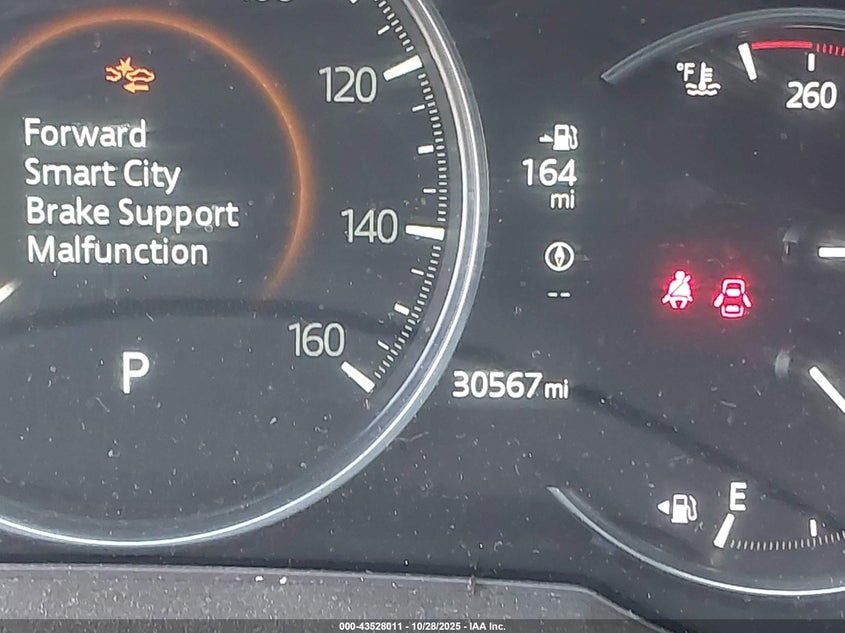 Forward
Smart City
Brake Support
Malfunction
120
140
160
P
164
mi
--
30567 mi
°F
260
E
000-43528011 - 10/28/2025 - IAA Inc.